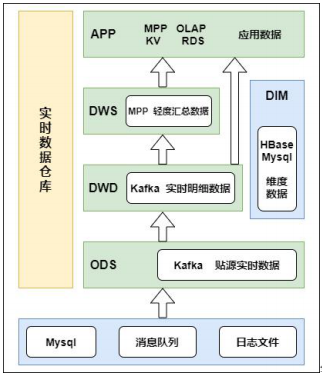 APP
MPP OLAP
KV RDS
应用数据
实时数据仓库
DWS
MPP 轻度汇总数据
DIM
HBase
Mysql
维度
数据
DWD
Kafka 实时明细数据
ODS
Kafka 贴源实时数据
Mysql
消息队列
日志文件